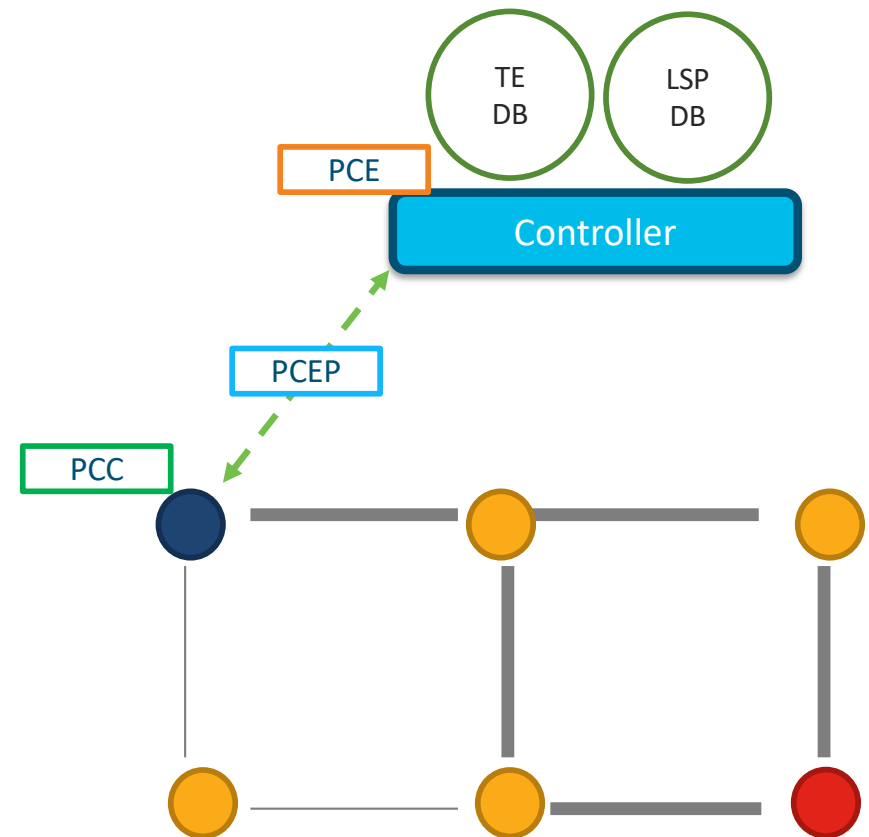 TE
DB
LSP
DB
PCE
Controller
PCEP
PCC